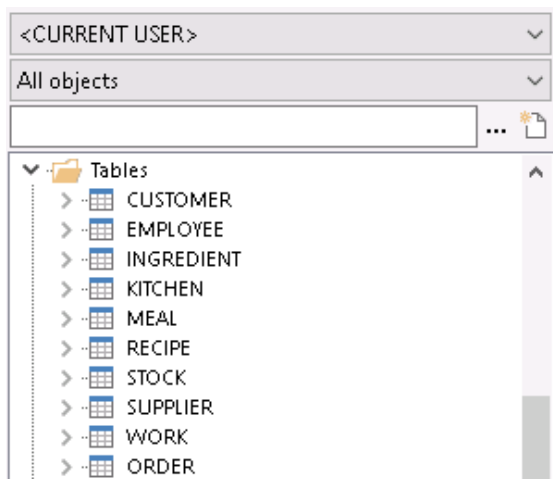 <CURRENT USER>
All objects
...
Tables
CUSTOMER
EMPLOYEE
INGREDIENT
KITCHEN
MEAL
RECIPE
STOCK
SUPPLIER
WORK
ORDER